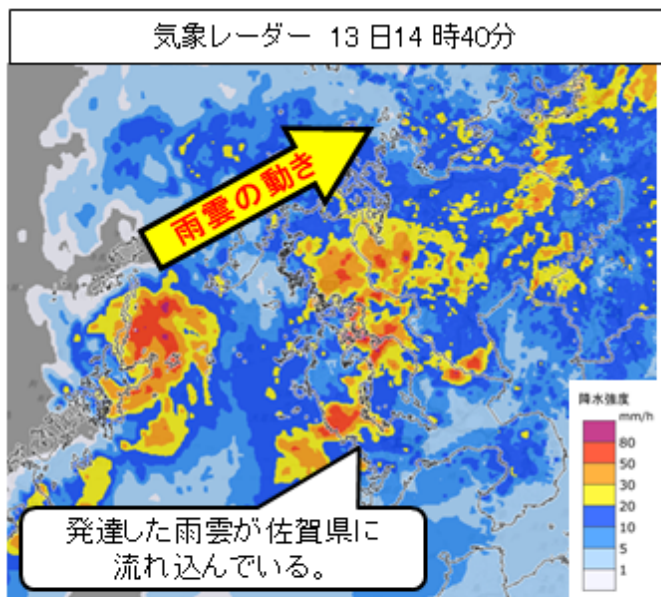 気象レーダー 13日14時40分
雨雲の動き
降水強度
mm/h
80
50
30
20
10
5
1
発達した雨雲が佐賀県に
流れ込んでいる。